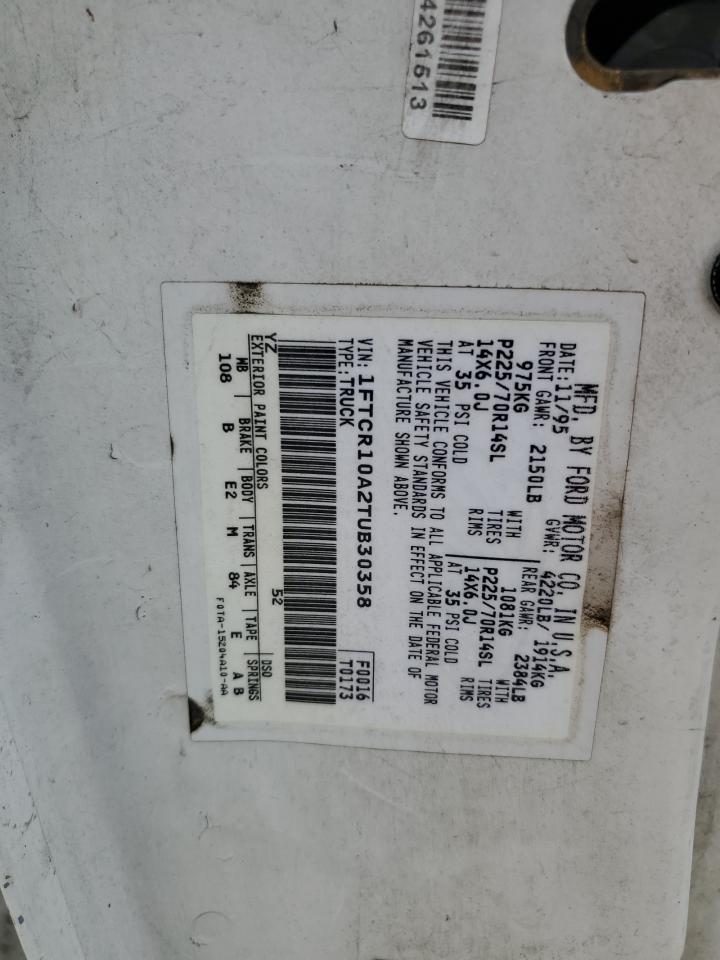 4261513
MFD. BY FORD MOTOR CO. IN U.S.A.
DATE: 11/95 GVWR: 4220LB/ 1914KG
FRONT GAWR: 2150LB REAR GAWR: 2384LB
975KG WITH 1081KG WITH
P225/70R14SL TIRES P225/70R14SL TIRES
14X6.0J RIMS 14X6.0J RIMS
AT 35 PSI COLD AT 35 PSI COLD
THIS VEHICLE CONFORMS TO ALL APPLICABLE FEDERAL MOTOR
VEHICLE SAFETY STANDARDS IN EFFECT ON THE DATE OF
MANUFACTURE SHOWN ABOVE.
VIN: 1FTCR10A2TUB30358 F0016
TYPE: TRUCK T0173
YZ 52
EXTERIOR PAINT COLORS DSO
WB BRAKE BODY TRANS AXLE TAPE SPRINGS
108 B E2 M 84 E A B
F0TA-15204A10-AA